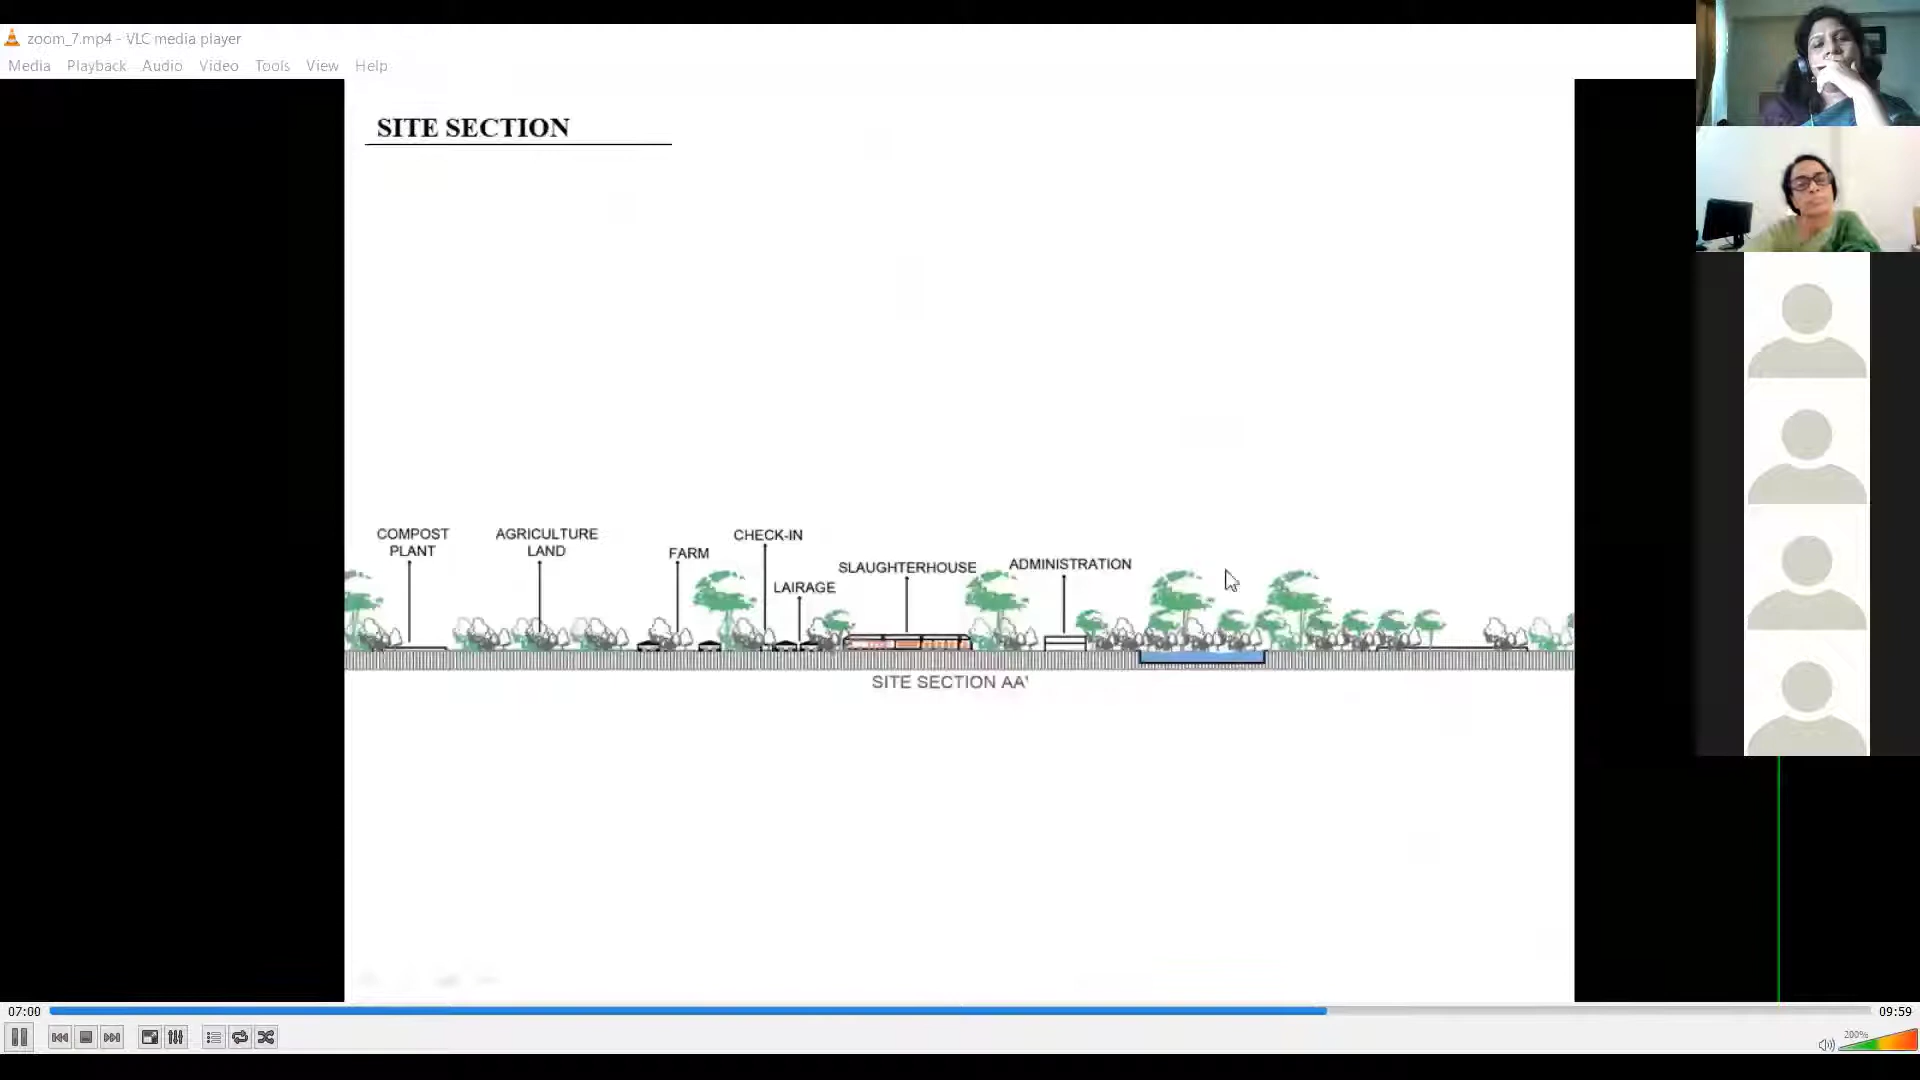 zoom_7.mp4 - VLC media player
Media Playback Audio Video Tools View Help
SITE SECTION
COMPOST
PLANT
AGRICULTURE
LAND
FARM
CHECK-IN
LAIRAGE
SLAUGHTERHOUSE
ADMINISTRATION
SITE SECTION AA'
07:00
09:59
200%